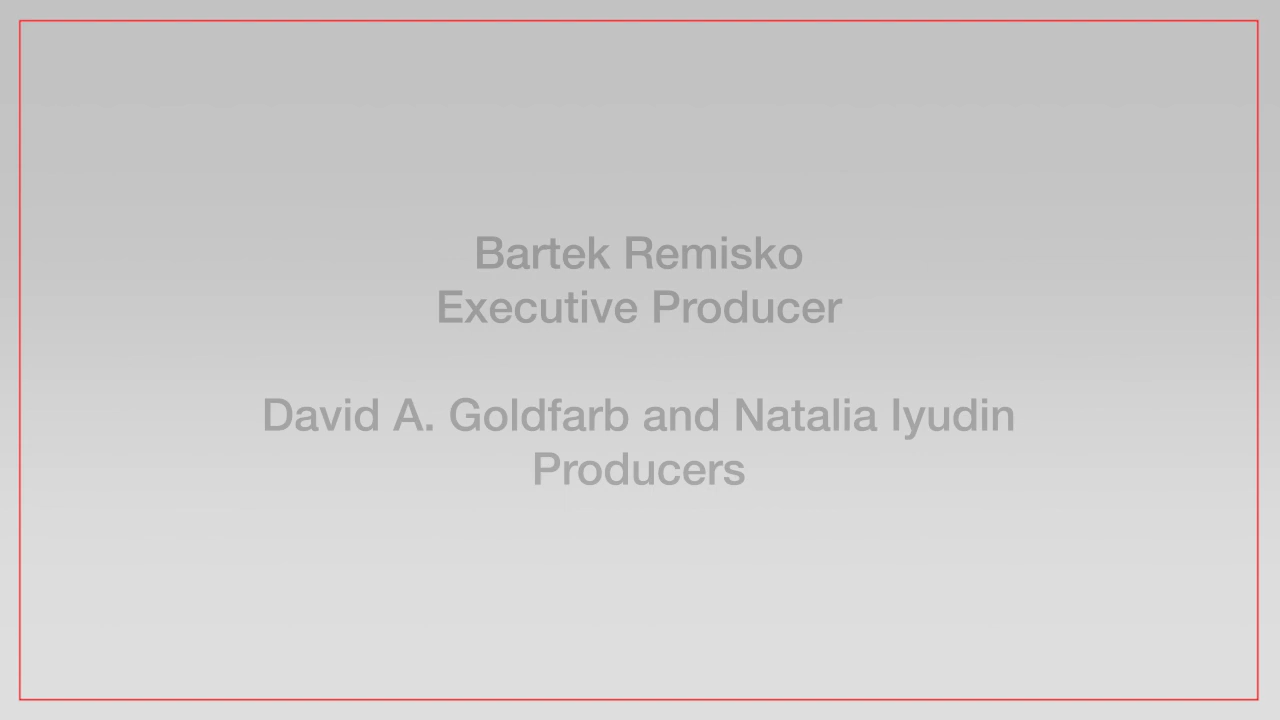 Bartek Remisko
Executive Producer
David A. Goldfarb and Natalia Iyudin
Producers